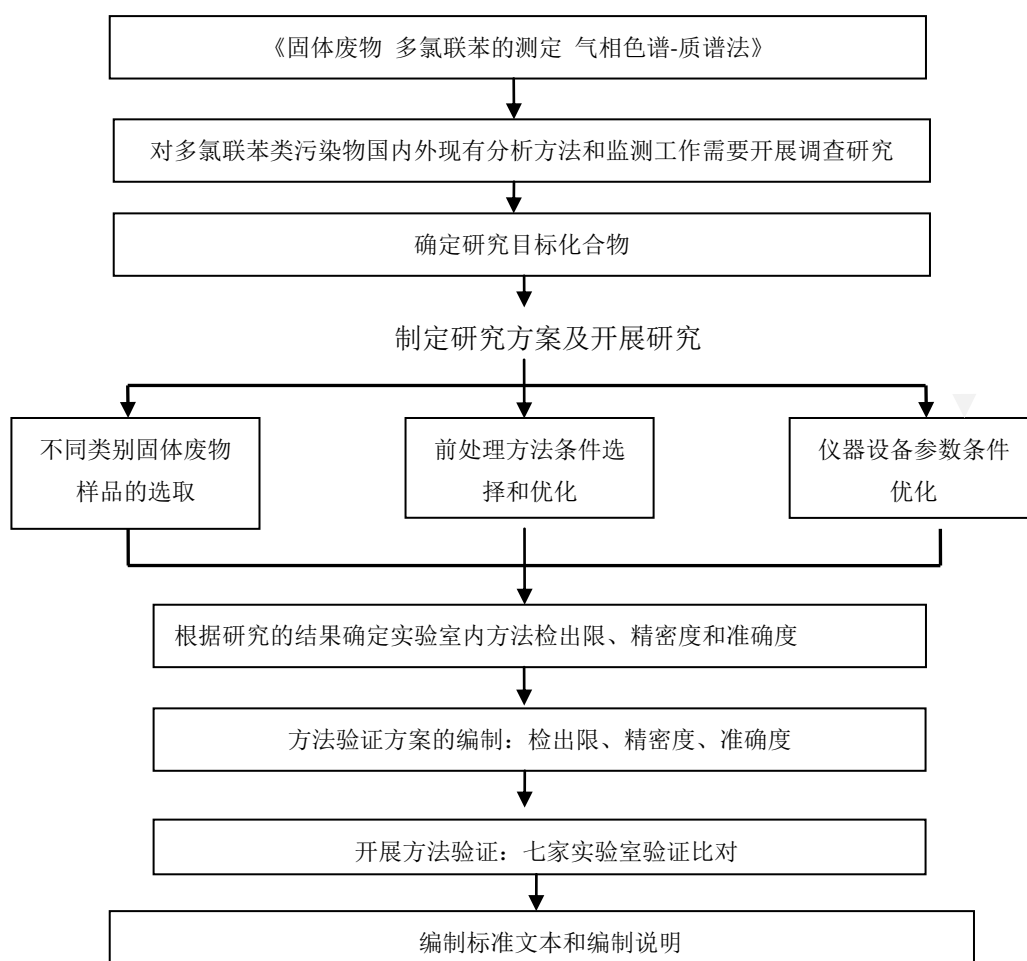 《固体废物 多氯联苯的测定 气相色谱-质谱法》
对多氯联苯类污染物国内外现有分析方法和监测工作需要开展调查研究
确定研究目标化合物
制定研究方案及开展研究
不同类别固体废物
样品的选取
前处理方法条件选
择和优化
仪器设备参数条件
优化
根据研究的结果确定实验室内方法检出限、精密度和准确度
方法验证方案的编制：检出限、精密度、准确度
开展方法验证：七家实验室验证比对
编制标准文本和编制说明